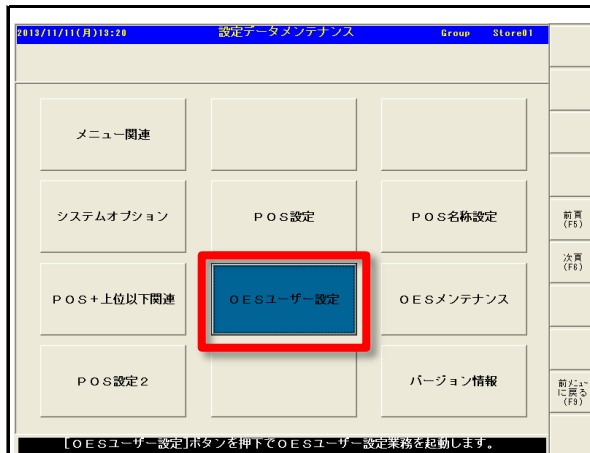 2013/11/11(月)13:20 設定データメンテナンス Group Store01
メニュー関連
システムオプション POS設定 POS名称設定
前頁
(F5)
次頁
(F6)
POS+上位以下関連 OESユーザー設定 OESメンテナンス
POS設定2 バージョン情報
前メニュー
に戻る
(F9)
[OESユーザー設定]ボタンを押下でOESユーザー設定業務を起動します。